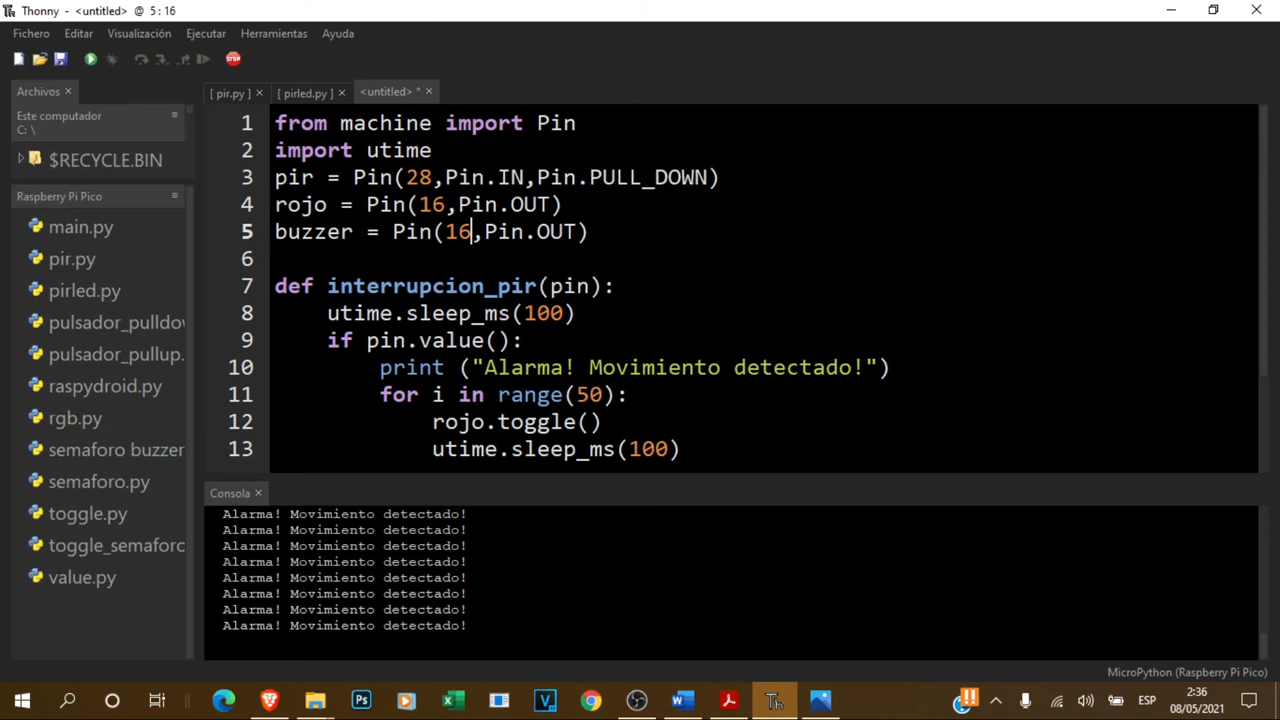 Thonny - <untitled> @ 5:16
Fichero Editar Visualización Ejecutar Herramientas Ayuda
STOP
Archivos
Este computador
C: \
$RECYCLE.BIN
Raspberry Pi Pico
main.py
pir.py
pirled.py
pulsador_pulldo
pulsador_pullup.
raspydroid.py
rgb.py
semaforo buzzer
semaforo.py
toggle.py
toggle_semaforo
value.py
[ pir.py ] [ pirled.py ] <untitled> *
1 from machine import Pin
2 import utime
3 pir = Pin(28,Pin.IN,Pin.PULL_DOWN)
4 rojo = Pin(16,Pin.OUT)
5 buzzer = Pin(16,Pin.OUT)
6
7 def interrupcion_pir(pin):
8 utime.sleep_ms(100)
9 if pin.value():
10 print ("Alarma! Movimiento detectado!")
11 for i in range(50):
12 rojo.toggle()
13 utime.sleep_ms(100)
Consola
Alarma! Movimiento detectado!
Alarma! Movimiento detectado!
Alarma! Movimiento detectado!
Alarma! Movimiento detectado!
Alarma! Movimiento detectado!
Alarma! Movimiento detectado!
Alarma! Movimiento detectado!
Alarma! Movimiento detectado!
MicroPython (Raspberry Pi Pico)
Ps
ESP
2:36
08/05/2021